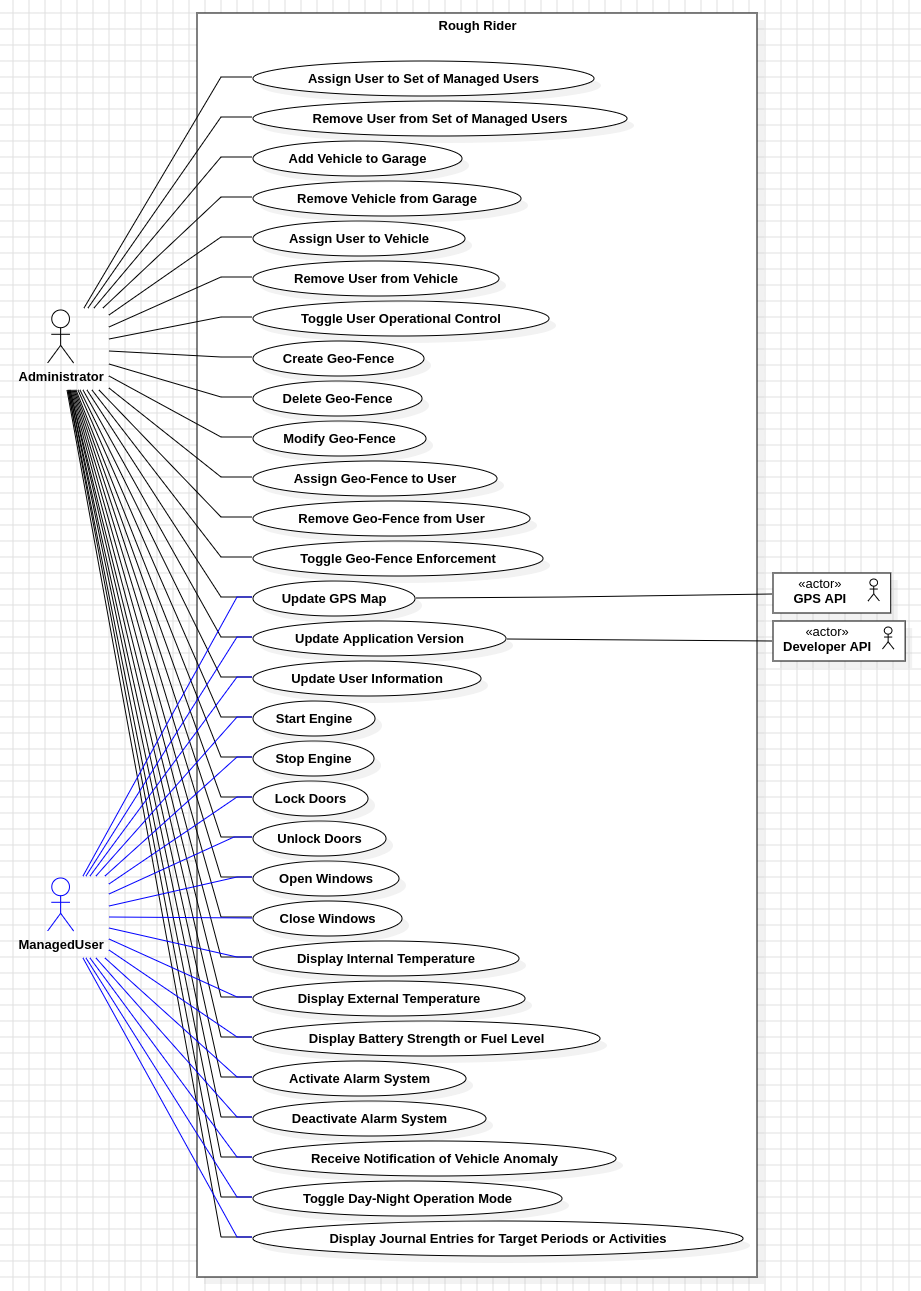 Rough Rider
Assign User to Set of Managed Users
Remove User from Set of Managed Users
Add Vehicle to Garage
Remove Vehicle from Garage
Assign User to Vehicle
Remove User from Vehicle
Toggle User Operational Control
Create Geo-Fence
Administrator
Delete Geo-Fence
Modify Geo-Fence
Assign Geo-Fence to User
Remove Geo-Fence from User
Toggle Geo-Fence Enforcement
«actor»
GPS API
Update GPS Map
«actor»
Developer API
Update Application Version
Update User Information
Start Engine
Stop Engine
Lock Doors
Unlock Doors
Open Windows
Close Windows
ManagedUser
Display Internal Temperature
Display External Temperature
Display Battery Strength or Fuel Level
Activate Alarm System
Deactivate Alarm System
Receive Notification of Vehicle Anomaly
Toggle Day-Night Operation Mode
Display Journal Entries for Target Periods or Activities